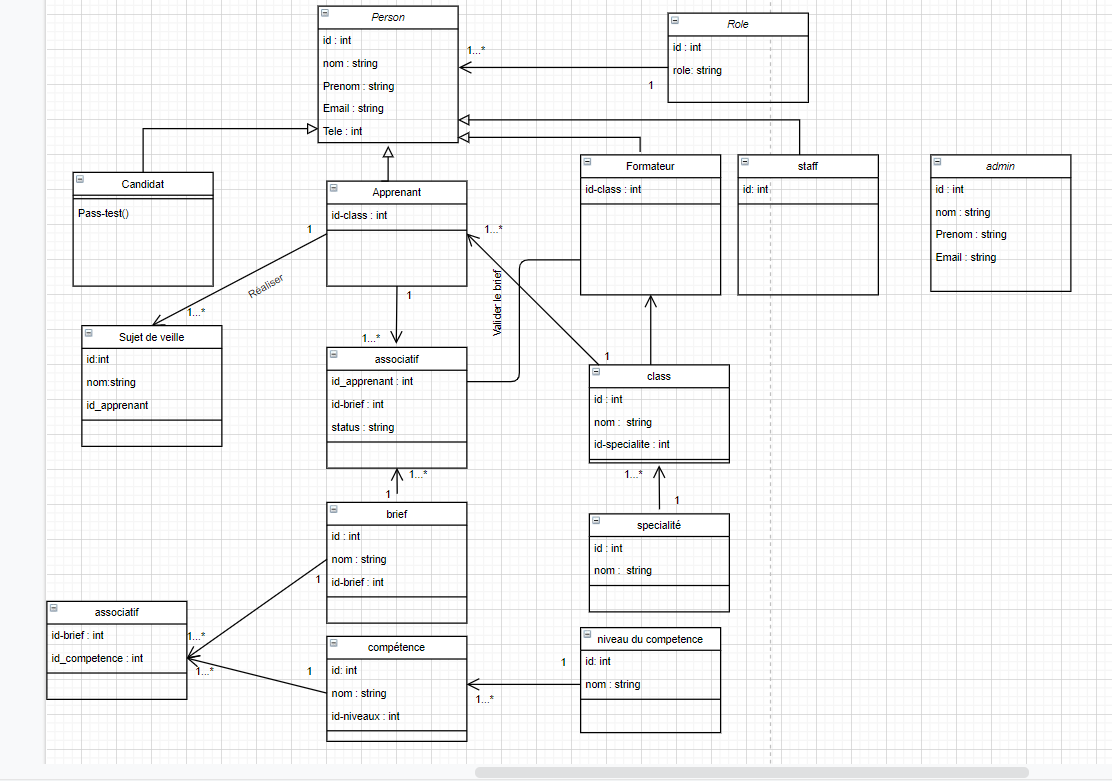 Person
id : int
nom : string
Prenom : string
Email : string
Tele : int
Role
id : int
role: string
1...*
1
Candidat
Pass-test()
Apprenant
id-class : int
Formateur
id-class : int
staff
id: int
admin
id : int
nom : string
Prenom : string
Email : string
1
Réaliser
1...*
1...*
Valider le brief
1
1...*
Sujet de veille
id:int
nom:string
id_apprenant
associatif
id_apprenant : int
id-brief : int
status : string
1
class
id : int
nom : string
id-specialite : int
1...*
1
1...*
1
brief
id : int
nom : string
id-brief : int
specialité
id : int
nom : string
1
associatif
id-brief : int
id_competence : int
1...*
1...*
1
compétence
id: int
nom : string
id-niveaux : int
niveau du competence
id: int
nom : string
1
1...*